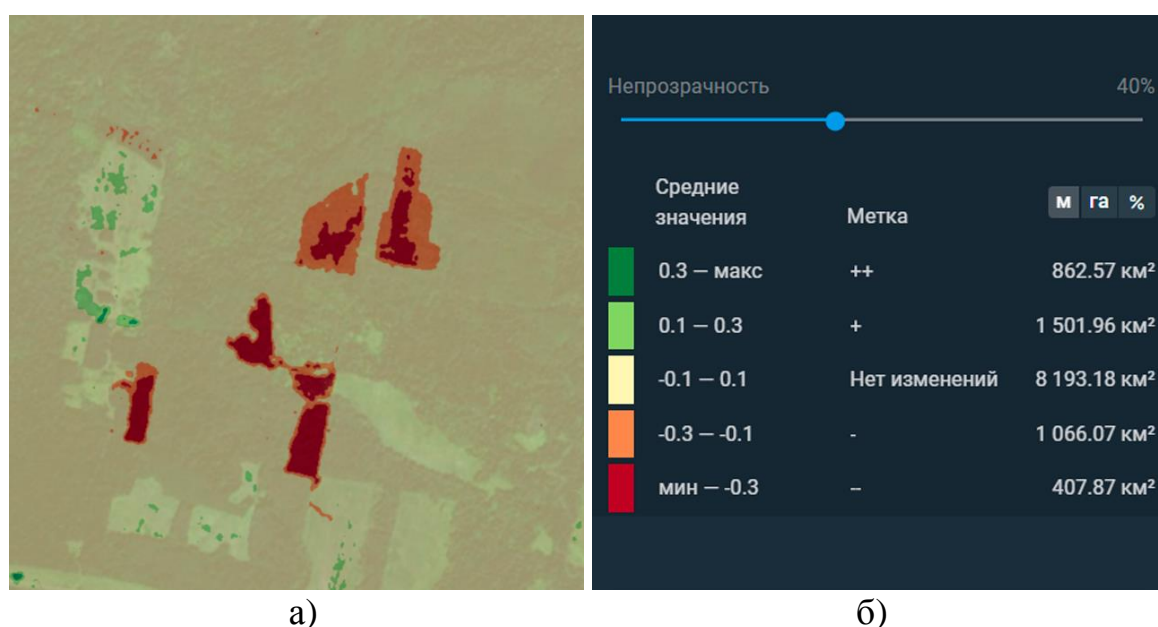 Непрозрачность 40%
Средние
значения Метка м га %
0.3 — макс ++ 862.57 км²
0.1 — 0.3 + 1 501.96 км²
-0.1 — 0.1 Нет изменений 8 193.18 км²
-0.3 — -0.1 - 1 066.07 км²
мин — -0.3 -- 407.87 км²
а) б)